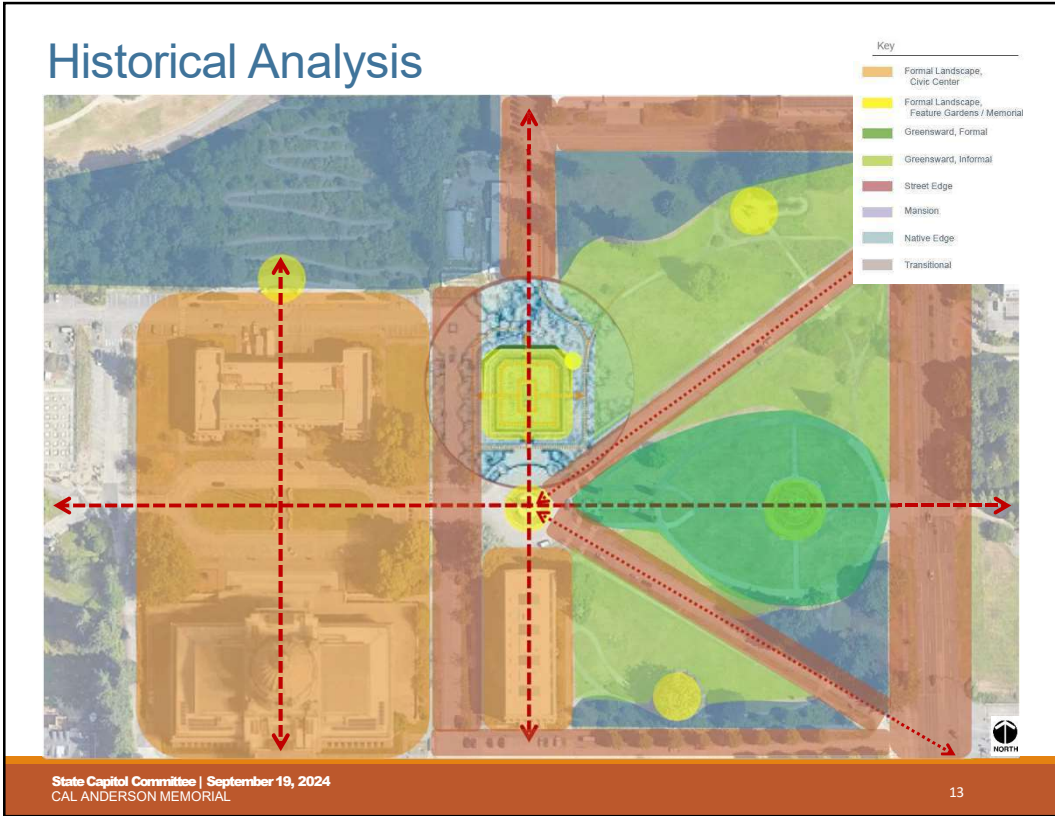 Historical Analysis
Key
Formal Landscape,
Civic Center
Formal Landscape,
Feature Gardens / Memorial
Greensward, Formal
Greensward, Informal
Street Edge
Mansion
Native Edge
Transitional
NORTH
State Capitol Committee | September 19, 2024
CAL ANDERSON MEMORIAL
13